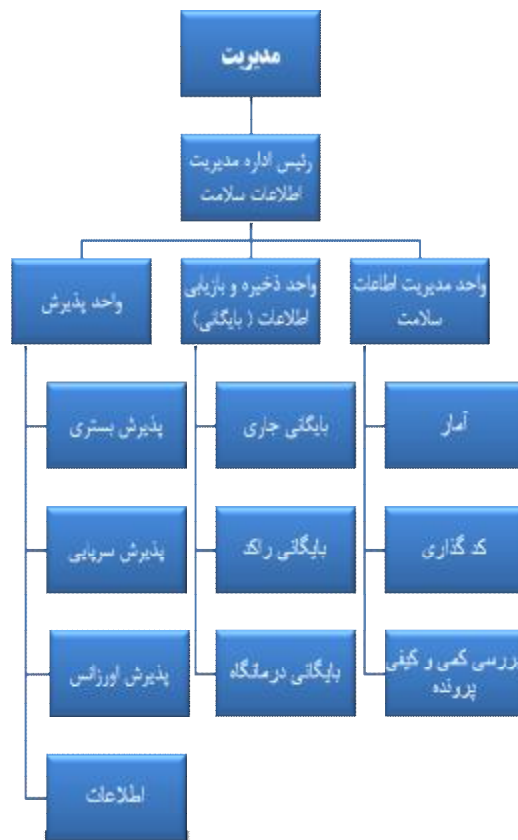 مدیریت
رئیس اداره مدیریت
اطلاعات سلامت
واحد مدیریت اطاعات
سلامت
واحد ذخیره و بازیابی
اطلاعات ( بایگانی)
واحد پذیرش
آمار
کد گذاری
بررسی کمی و کیفی
پرونده
بایگانی جاری
بایگانی راکد
بایگانی درمانگاه
پذیرش بستری
پذیرش سرپایی
پذیرش اورژانس
اطلاعات